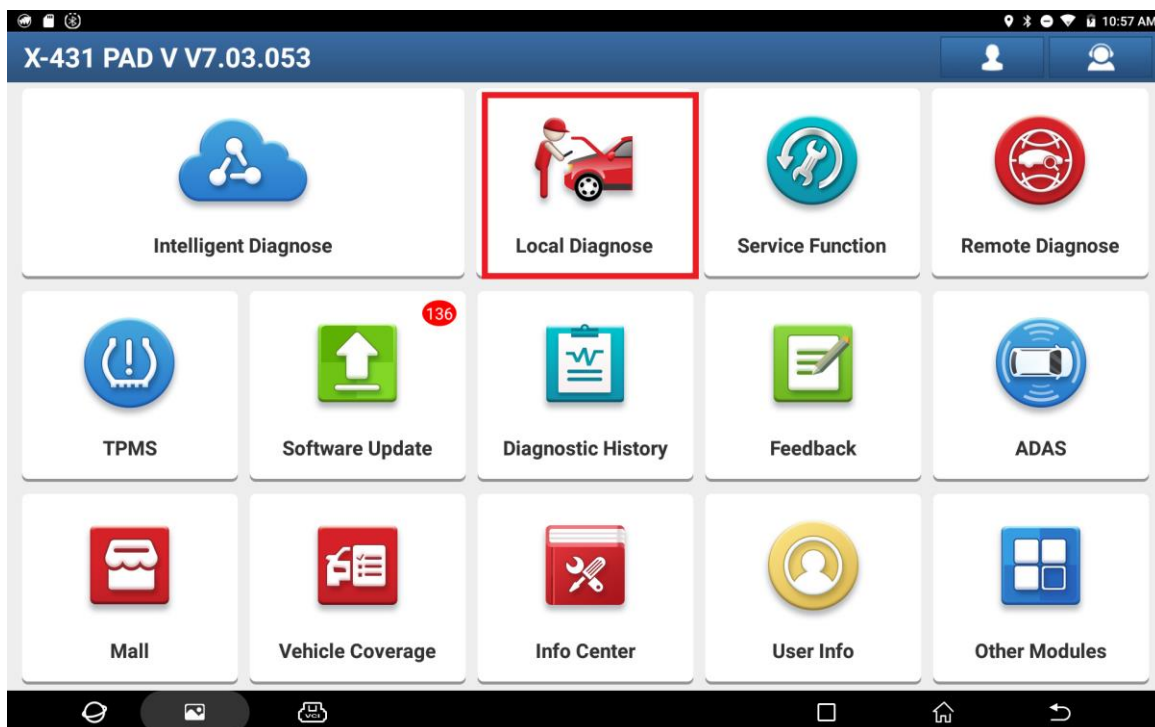 10:57 AM
X-431 PAD V V7.03.053
Intelligent Diagnose
Local Diagnose
Service Function
Remote Diagnose
136
TPMS
Software Update
Diagnostic History
Feedback
ADAS
Mall
Vehicle Coverage
Info Center
User Info
Other Modules
VCI